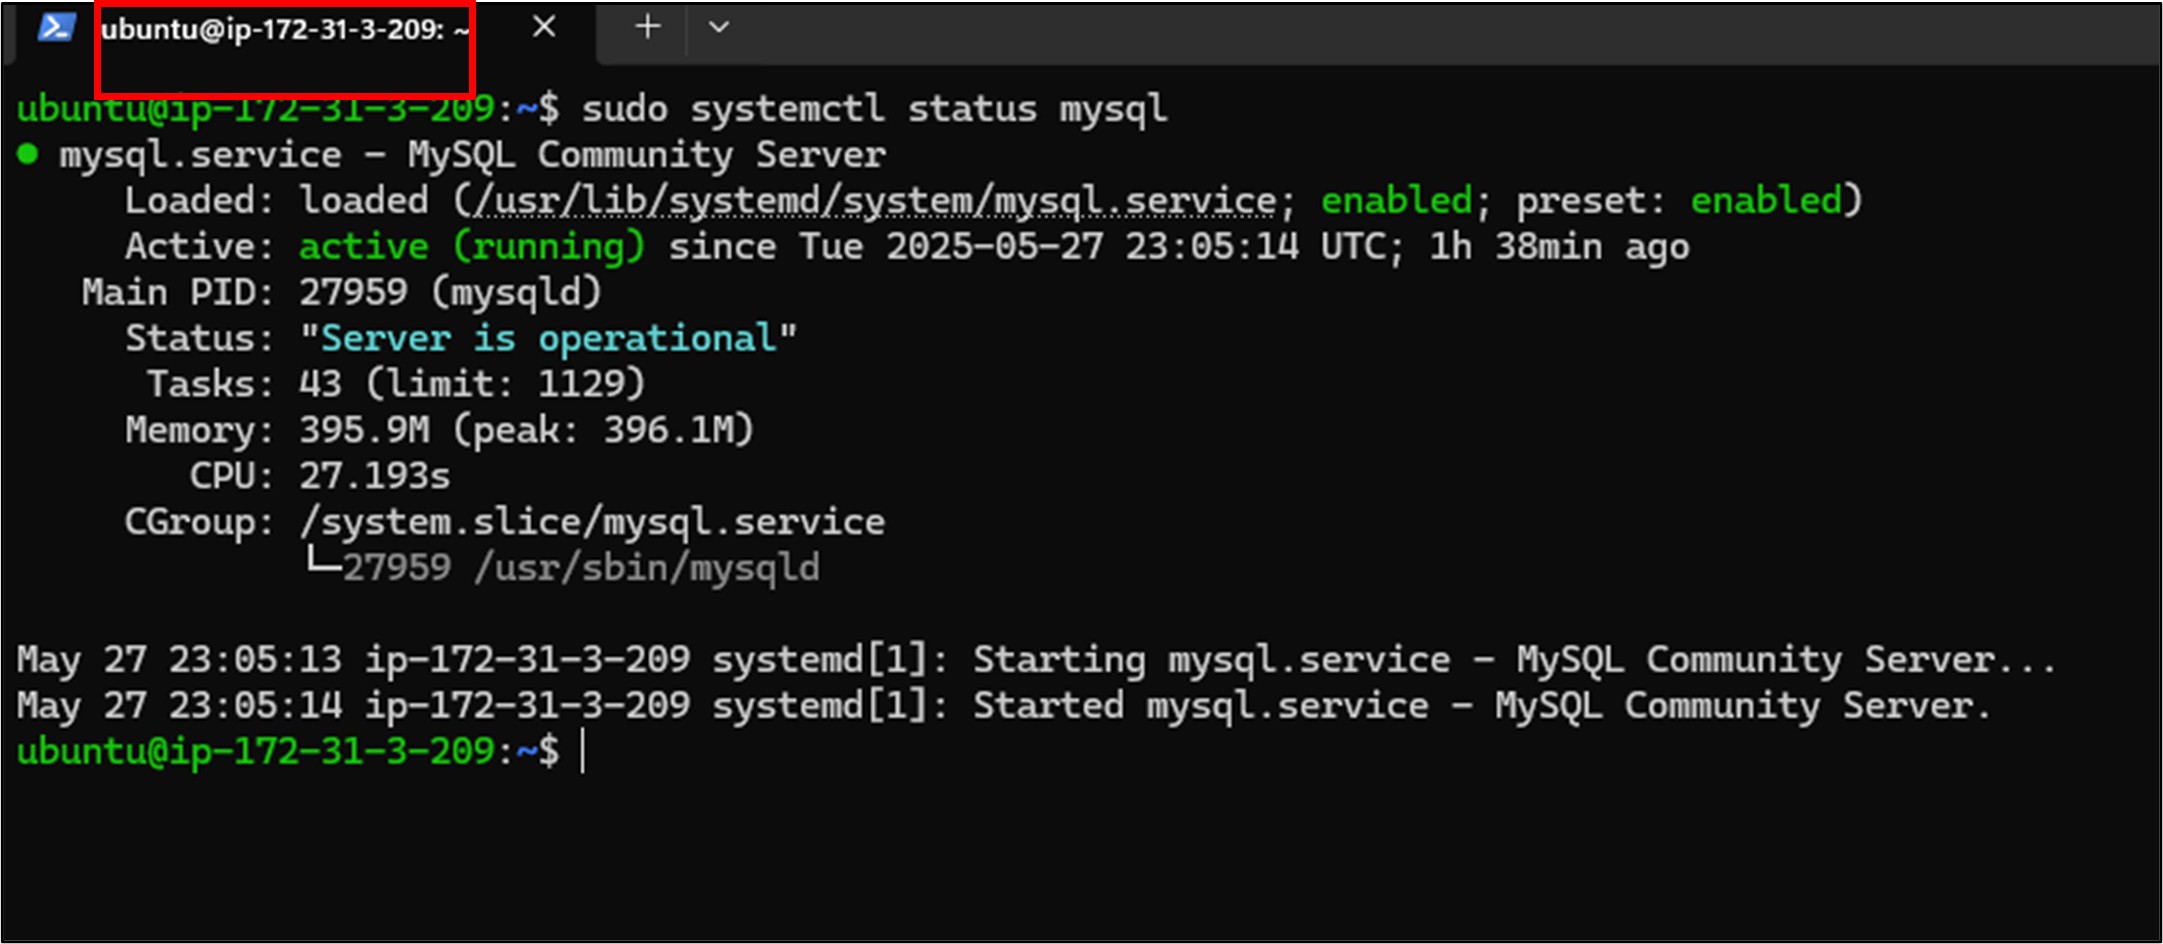 ubuntu@ip-172-31-3-209: ~
ubuntu@ip-172-31-3-209:~$ sudo systemctl status mysql
● mysql.service - MySQL Community Server
     Loaded: loaded (/usr/lib/systemd/system/mysql.service; enabled; preset: enabled)
     Active: active (running) since Tue 2025-05-27 23:05:14 UTC; 1h 38min ago
   Main PID: 27959 (mysqld)
     Status: "Server is operational"
      Tasks: 43 (limit: 1129)
     Memory: 395.9M (peak: 396.1M)
        CPU: 27.193s
     CGroup: /system.slice/mysql.service
             └─27959 /usr/sbin/mysqld
May 27 23:05:13 ip-172-31-3-209 systemd[1]: Starting mysql.service - MySQL Community Server...
May 27 23:05:14 ip-172-31-3-209 systemd[1]: Started mysql.service - MySQL Community Server.
ubuntu@ip-172-31-3-209:~$